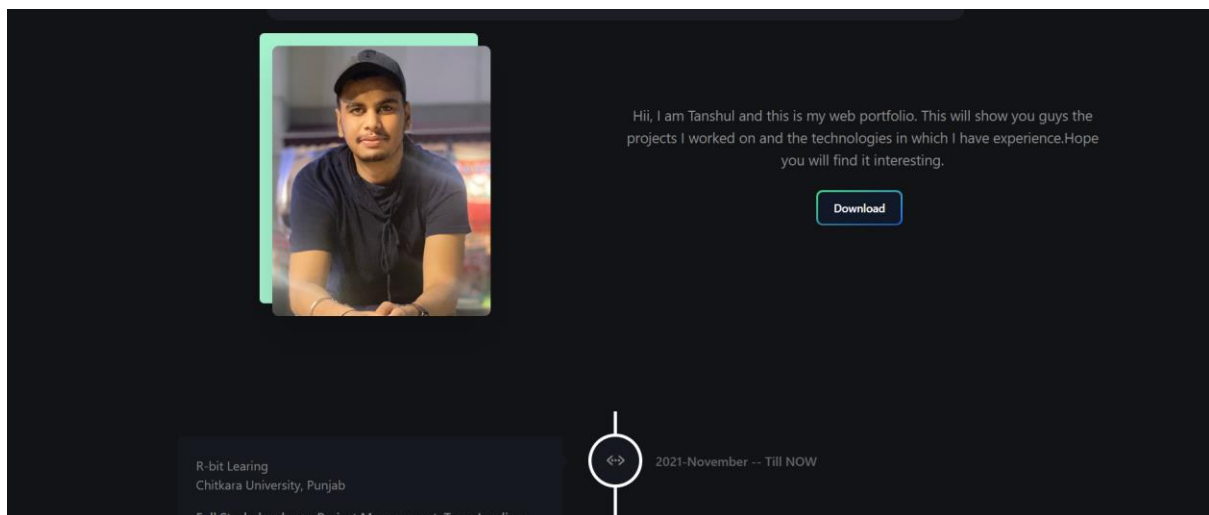 Hii, I am Tanshul and this is my web portfolio. This will show you guys the
projects I worked on and the technologies in which I have experience.Hope
you will find it interesting.
Download
R-bit Learing
Chitkara University, Punjab
2021-November -- Till NOW